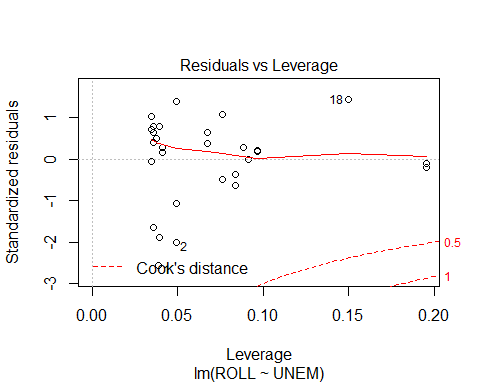 Residuals vs Leverage
Standardized residuals
1
0
-1
-2
-3
18
2
Cook's distance
0.5
1
0.00 0.05 0.10 0.15 0.20
Leverage
lm(ROLL ~ UNEM)